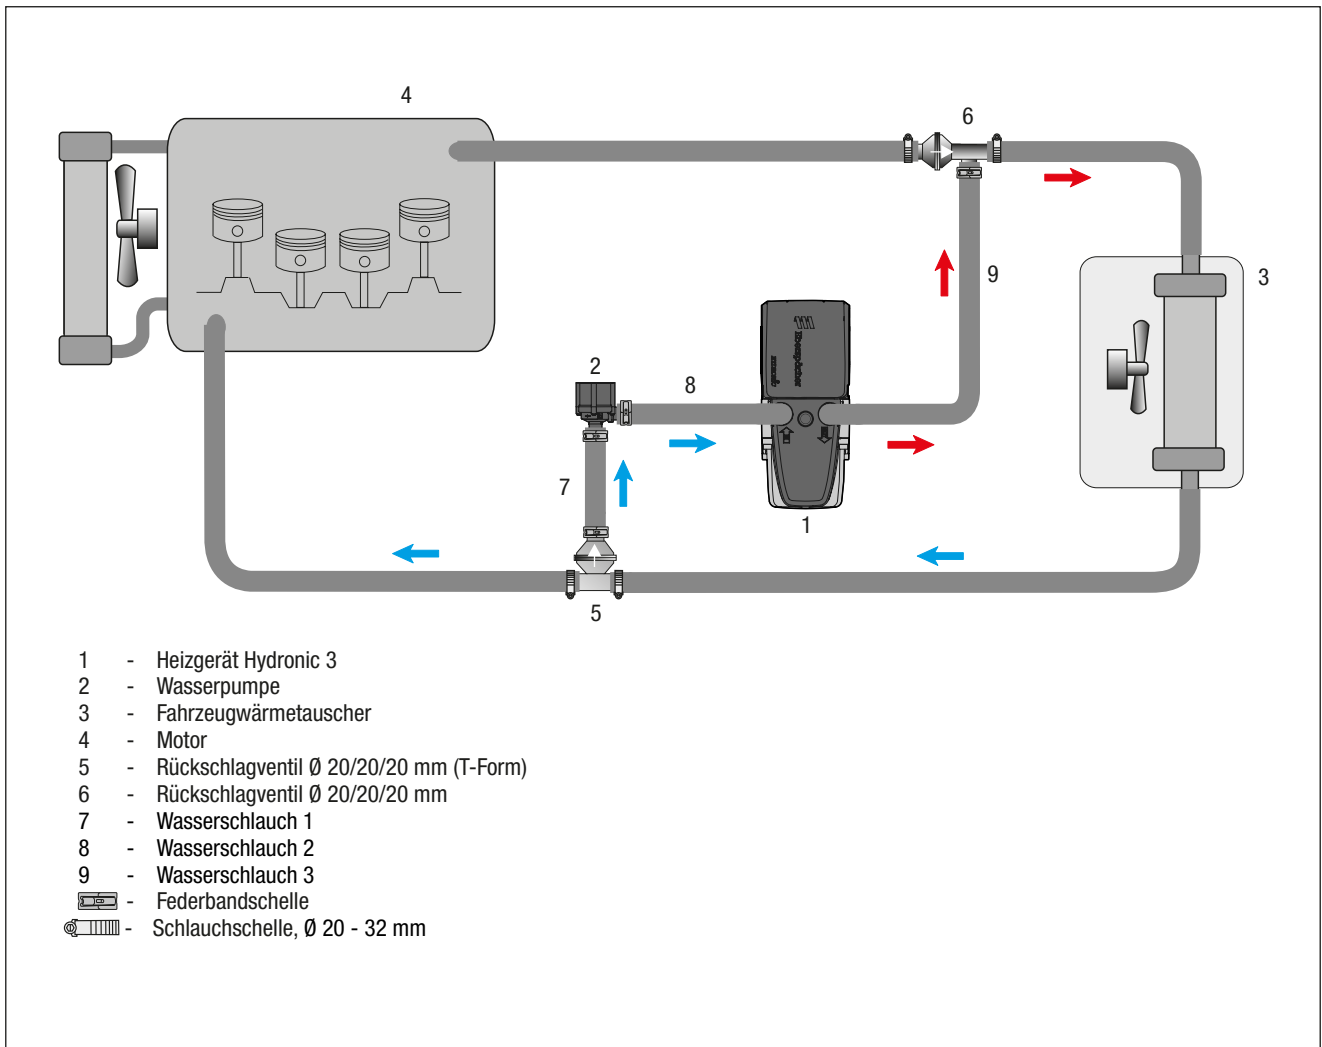 4
6
9
3
2
8
7
1
5
Eberspächer
1 - Heizgerät Hydronic 3
2 - Wasserpumpe
3 - Fahrzeugwärmetauscher
4 - Motor
5 - Rückschlagventil Ø 20/20/20 mm (T-Form)
6 - Rückschlagventil Ø 20/20/20 mm
7 - Wasserschlauch 1
8 - Wasserschlauch 2
9 - Wasserschlauch 3
- Federbandschelle
- Schlauchschelle, Ø 20 - 32 mm